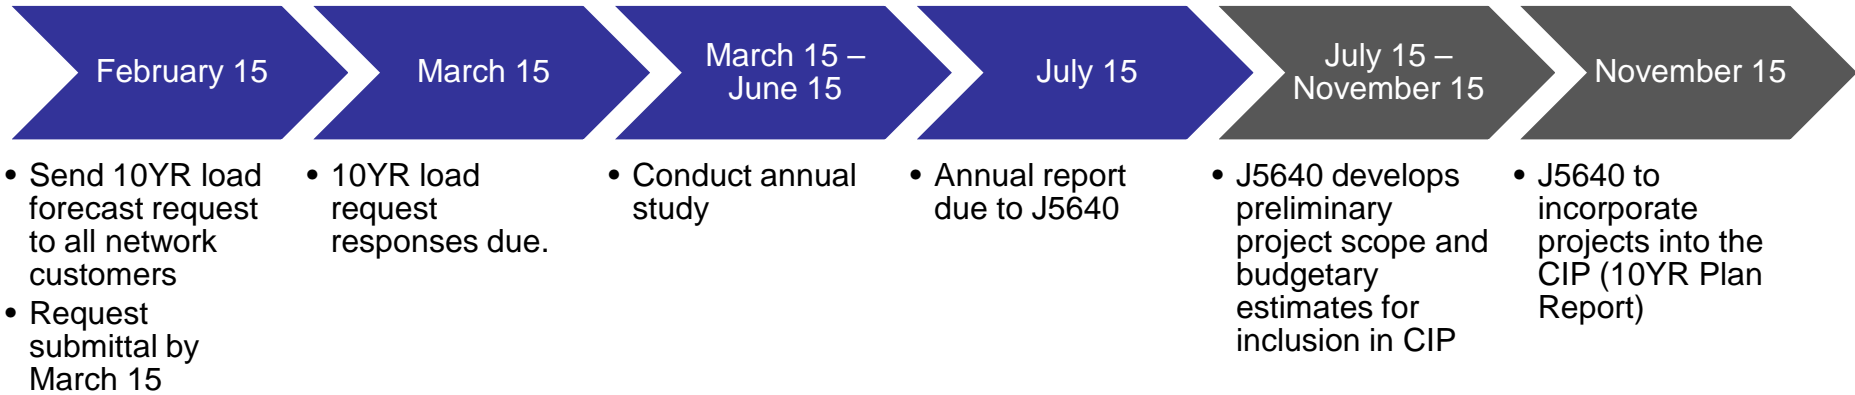 February 15
March 15
March 15 –
June 15
July 15
July 15 –
November 15
November 15
• Send 10YR load
forecast request
to all network
customers
• Request
submittal by
March 15
• 10YR load
request
responses due.
• Conduct annual
study
• Annual report
due to J5640
• J5640 develops
preliminary
project scope and
budgetary
estimates for
inclusion in CIP
• J5640 to
incorporate
projects into the
CIP (10YR Plan
Report)